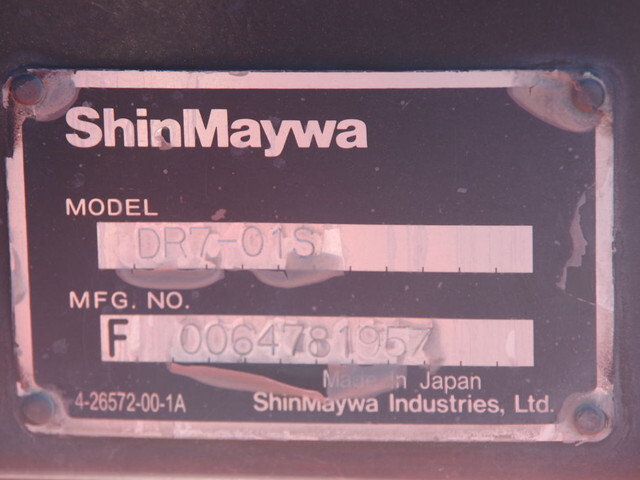 ShinMaywa
MODEL
DR7-01S
MFG. NO.
F 0064781957
Made in Japan
4-26572-00-1A ShinMaywa Industries, Ltd.